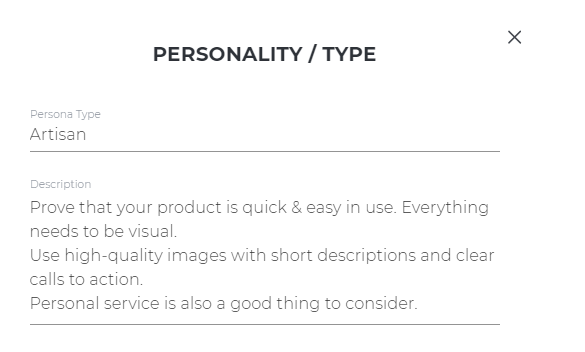 PERSONALITY / TYPE
Persona Type
Artisan
Description
Prove that your product is quick & easy in use. Everything
needs to be visual.
Use high-quality images with short descriptions and clear
calls to action.
Personal service is also a good thing to consider.